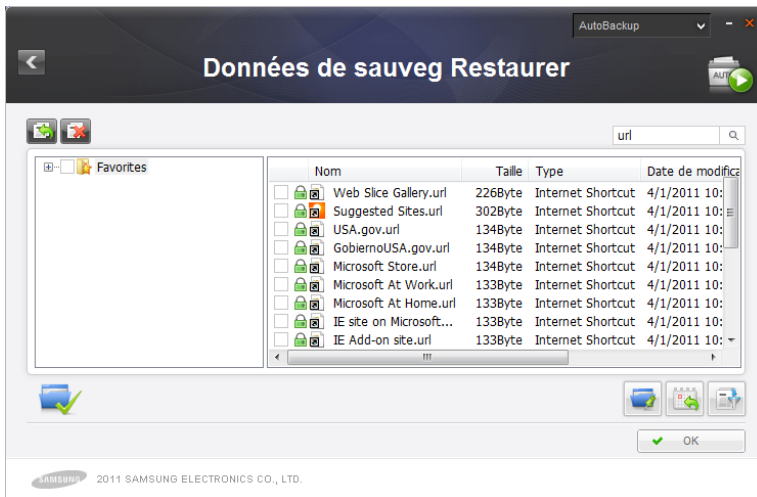 AutoBackup
Données de sauveg Restaurer
AUT
url
Favorites
Nom Taille Type Date de modifica
Web Slice Gallery.url 226Byte Internet Shortcut 4/1/2011 10:
Suggested Sites.url 302Byte Internet Shortcut 4/1/2011 10:
USA.gov.url 134Byte Internet Shortcut 4/1/2011 10:
GobiernoUSA.gov.url 134Byte Internet Shortcut 4/1/2011 10:
Microsoft Store.url 134Byte Internet Shortcut 4/1/2011 10:
Microsoft At Work.url 133Byte Internet Shortcut 4/1/2011 10:
Microsoft At Home.url 133Byte Internet Shortcut 4/1/2011 10:
IE site on Microsoft... 133Byte Internet Shortcut 4/1/2011 10:
IE Add-on site.url 133Byte Internet Shortcut 4/1/2011 10:
OK
SAMSUNG 2011 SAMSUNG ELECTRONICS CO., LTD.